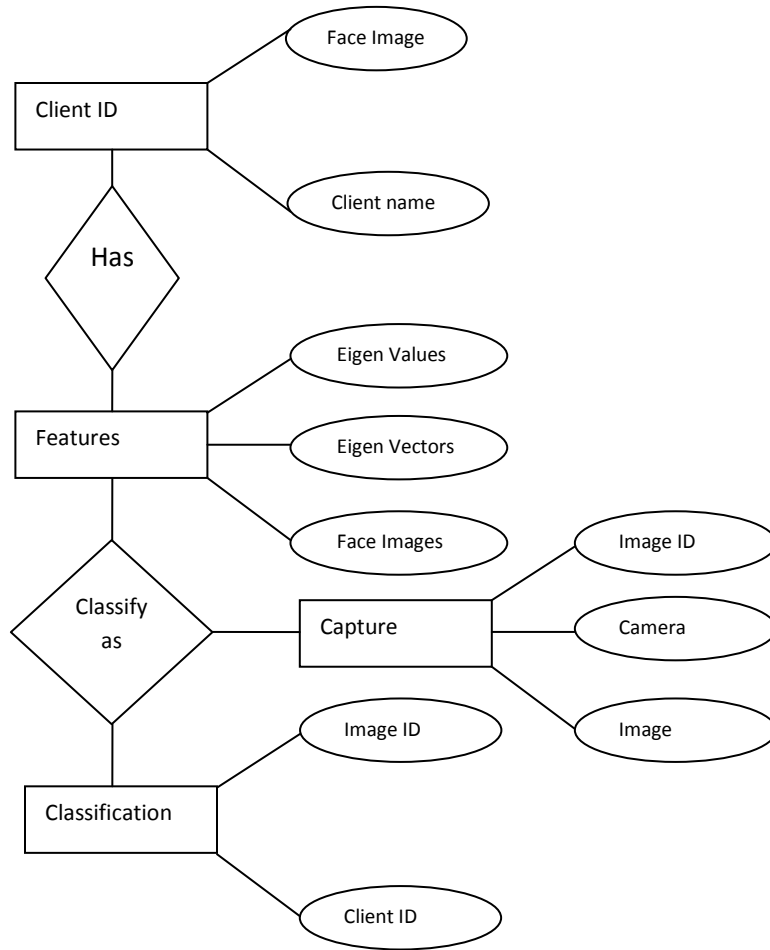 Face Image
Client ID
Client name
Has
Eigen Values
Features
Eigen Vectors
Face Images
Image ID
Classify
as
Capture
Camera
Image ID
Image
Classification
Client ID